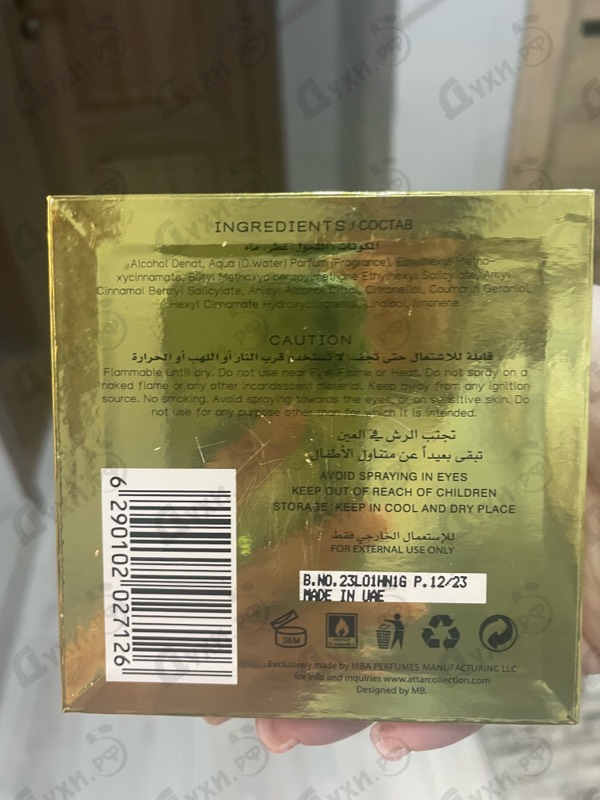 INGREDIENTS / СОСТАВ
المكونات : الكحول، عطر، ماء
Alcohol Denat, Aqua (D.Water) Parfum (Fragrance), Ethylhexyl Metho-
xycinnamate, Butyl Methoxydibenzoylmethane Ethylhexyl Salicylate, Amyl
Cinnamal Benzyl Salicylate, Anisyl Alcohol Citral, Citronellol, Coumarin Geraniol,
Hexyl Cinnamate Linalool, limonene
CAUTION
قابلة للاشتعال حتى تجف، لا تستخدم قرب النار أو اللهب أو الحرارة
Flammable until dry. Do not use near Fire, Flame or Heat. Do not spray on a
naked flame or any other incandescent material. Keep away from any ignition
source. No smoking. Avoid spraying towards the eyes, or on sensitive skin. Do
not use for any purpose other than for which it is intended.
تجتب الرش في العين
تبقى بعيداً عن متناول الأطفال
AVOID SPRAYING IN EYES
KEEP OUT OF REACH OF CHILDREN
STORAGE: KEEP IN COOL AND DRY PLACE
للإستعمال الخارجي فقط
FOR EXTERNAL USE ONLY
B.NO.23L01HN1G P.12/23
MADE IN UAE
6 290102 027126
36M
Exclusively made by MBA PERFUMES MANUFACTURING LLC
for info and inquiries www.attarcollection.com
Designed by MB.
Духи.рф